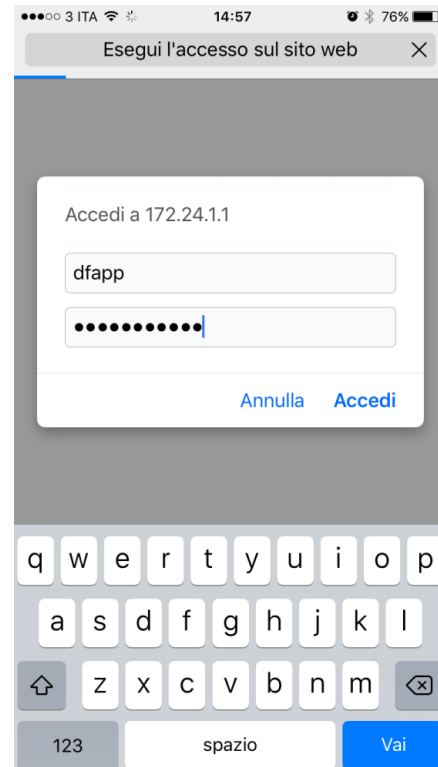 3 ITA 14:57 76%
Esegui l'accesso sul sito web
Accedi a 172.24.1.1
dfapp
•••••••••••
Annulla Accedi
q w e r t y u i o p
a s d f g h j k l
z x c v b n m
123 spazio Vai